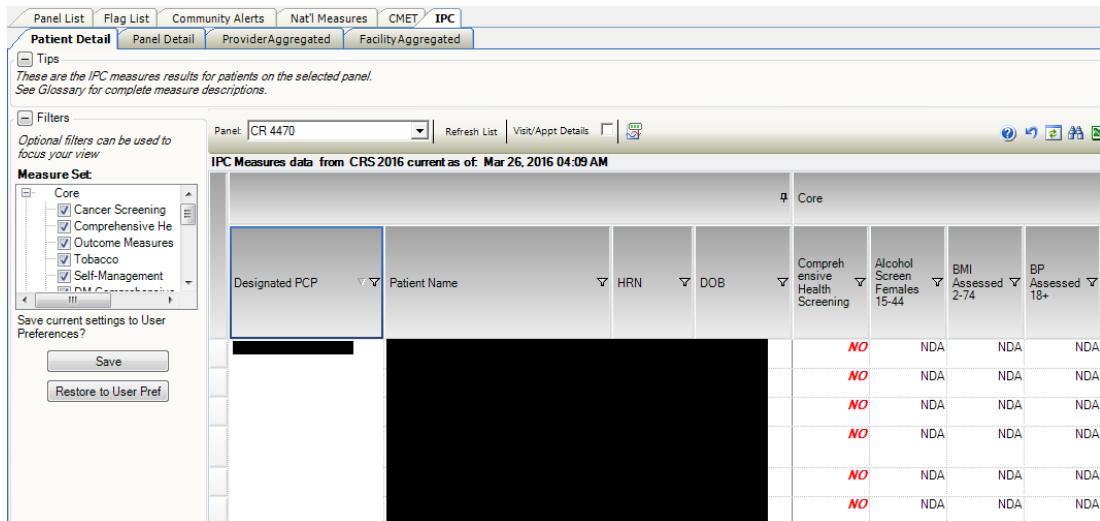 Panel List Flag List Community Alerts Nat'l Measures CMET IPC
Patient Detail Panel Detail ProviderAggregated FacilityAggregated
Tips
These are the IPC measures results for patients on the selected panel.
See Glossary for complete measure descriptions.
Filters
Optional filters can be used to
focus your view
Measure Set:
Core
Cancer Screening
Comprehensive He
Outcome Measures
Tobacco
Self-Management
Save current settings to User
Preferences?
Save
Restore to User Pref
Panel: CR 4470 Refresh List Visit/Appt Details
IPC Measures data from CRS 2016 current as of: Mar 26, 2016 04:09 AM
Core
Designated PCP
Patient Name
HRN
DOB
Compreh
ensive
Health
Screening
Alcohol
Screen
Females
15-44
BMI
Assessed
2-74
BP
Assessed
18+
NO NDA NDA NDA
NO NDA NDA NDA
NO NDA NDA NDA
NO NDA NDA NDA
NO NDA NDA NDA
NO NDA NDA NDA